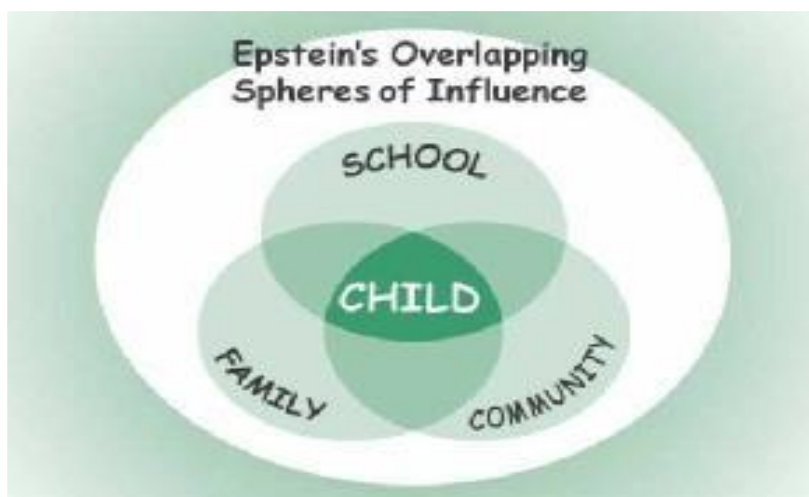 Epstein's Overlapping
Spheres of Influence
SCHOOL
CHILD
FAMILY
COMMUNITY